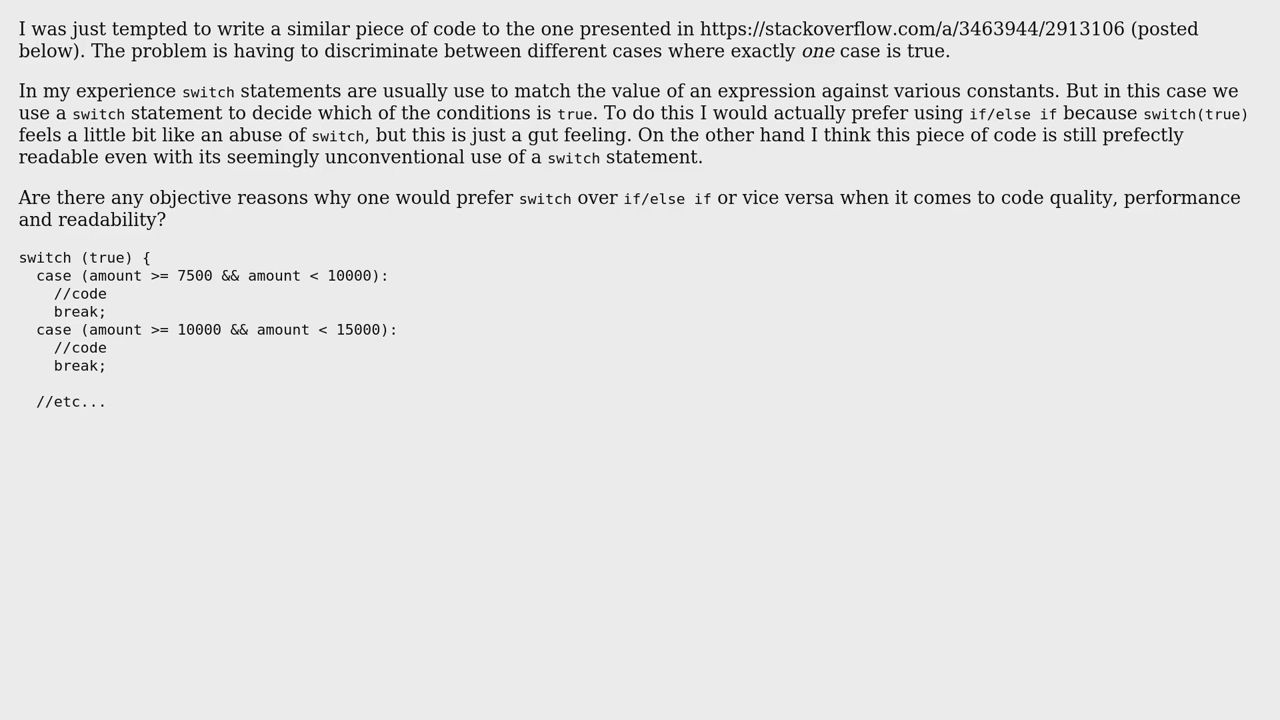 I was just tempted to write a similar piece of code to the one presented in https://stackoverflow.com/a/3463944/2913106 (posted
below). The problem is having to discriminate between different cases where exactly one case is true.
In my experience switch statements are usually use to match the value of an expression against various constants. But in this case we
use a switch statement to decide which of the conditions is true. To do this I would actually prefer using if/else if because switch(true)
feels a little bit like an abuse of switch, but this is just a gut feeling. On the other hand I think this piece of code is still prefectly
readable even with its seemingly unconventional use of a switch statement.
Are there any objective reasons why one would prefer switch over if/else if or vice versa when it comes to code quality, performance
and readability?
switch (true) {
  case (amount >= 7500 && amount < 10000):
    //code
    break;
  case (amount >= 10000 && amount < 15000):
    //code
    break;
  //etc...